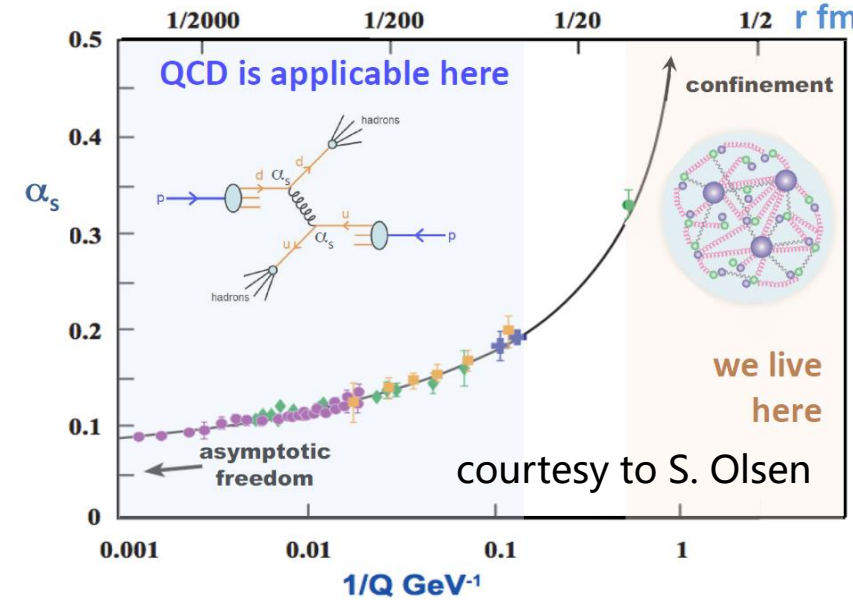 1/2000 1/200 1/20 1/2 r fm
0.5
QCD is applicable here
confinement
hadrons
0.4
d αs d
αs
p
0.3
u
p
u αs
hadrons
0.2
we live
here
0.1
asymptotic
freedom
courtesy to S. Olsen
0
0.001 0.01 0.1 1
1/Q GeV-1